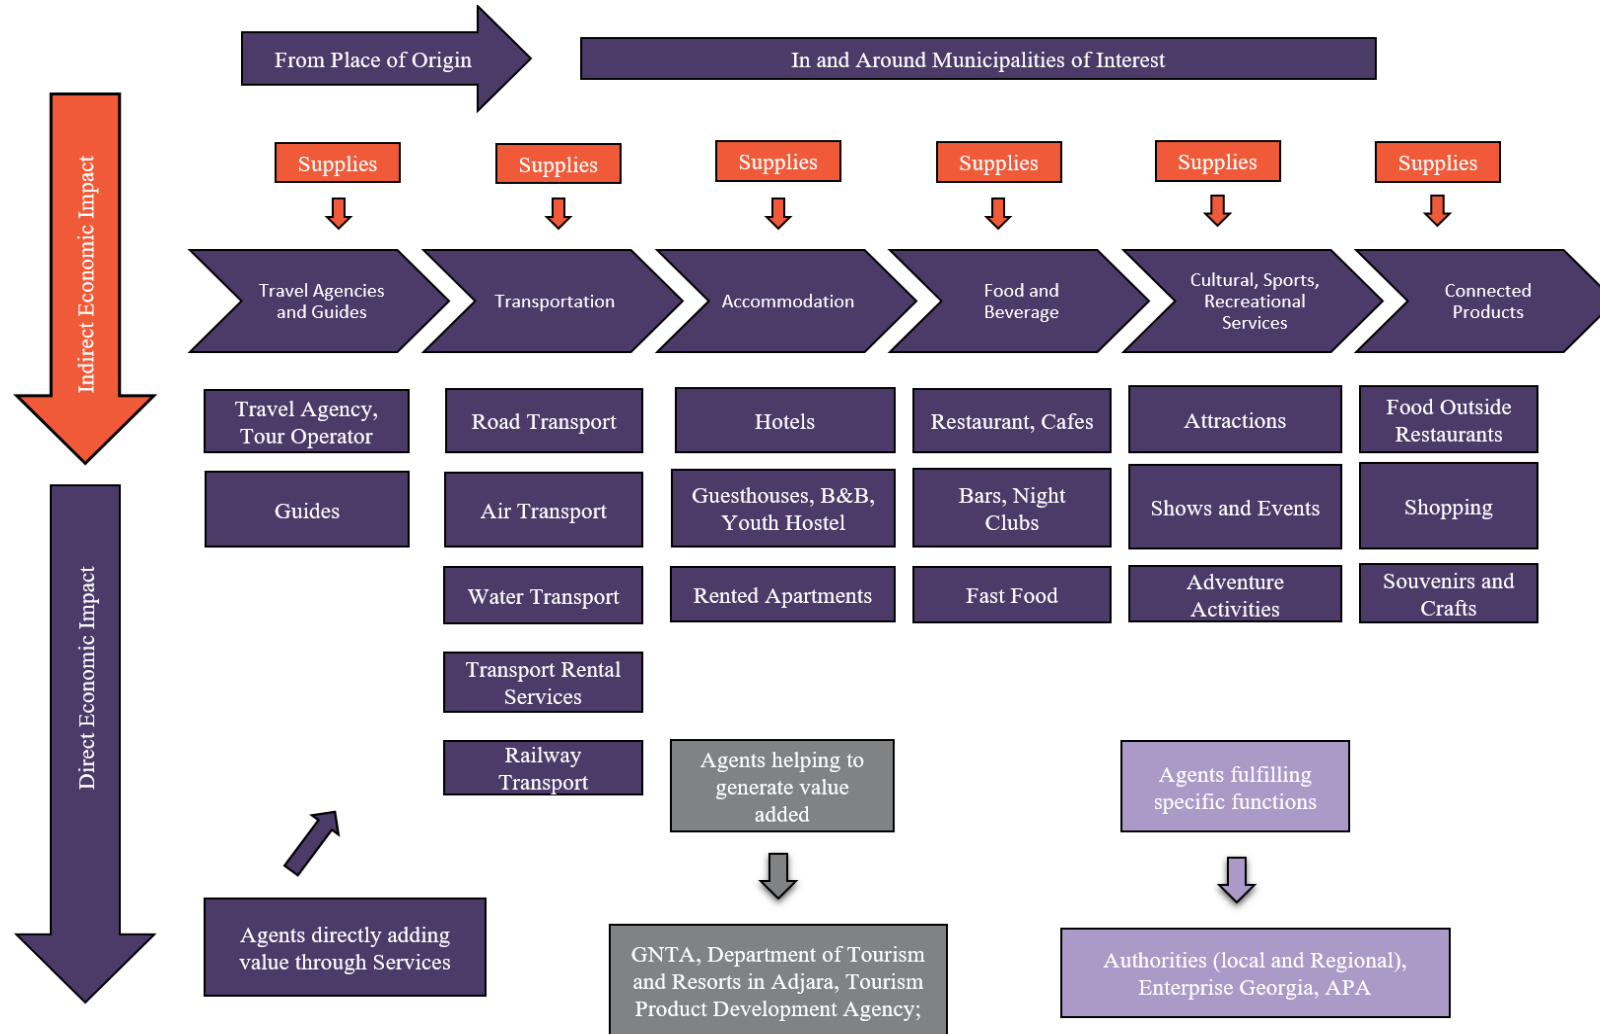 From Place of Origin
In and Around Municipalities of Interest
Indirect Economic Impact
Supplies
Supplies
Supplies
Supplies
Supplies
Supplies
Travel Agencies
and Guides
Transportation
Accommodation
Food and
Beverage
Cultural, Sports,
Recreational
Services
Connected
Products
Travel Agency,
Tour Operator
Road Transport
Hotels
Restaurant, Cafes
Attractions
Food Outside
Restaurants
Guides
Air Transport
Guesthouses, B&B,
Youth Hostel
Bars, Night
Clubs
Shows and Events
Shopping
Water Transport
Rented Apartments
Fast Food
Adventure
Activities
Souvenirs and
Crafts
Direct Economic Impact
Transport Rental
Services
Railway
Transport
Agents helping to
generate value
added
Agents fulfilling
specific functions
Agents directly adding
value through Services
GNTA, Department of Tourism
and Resorts in Adjara, Tourism
Product Development Agency;
Authorities (local and Regional),
Enterprise Georgia, APA